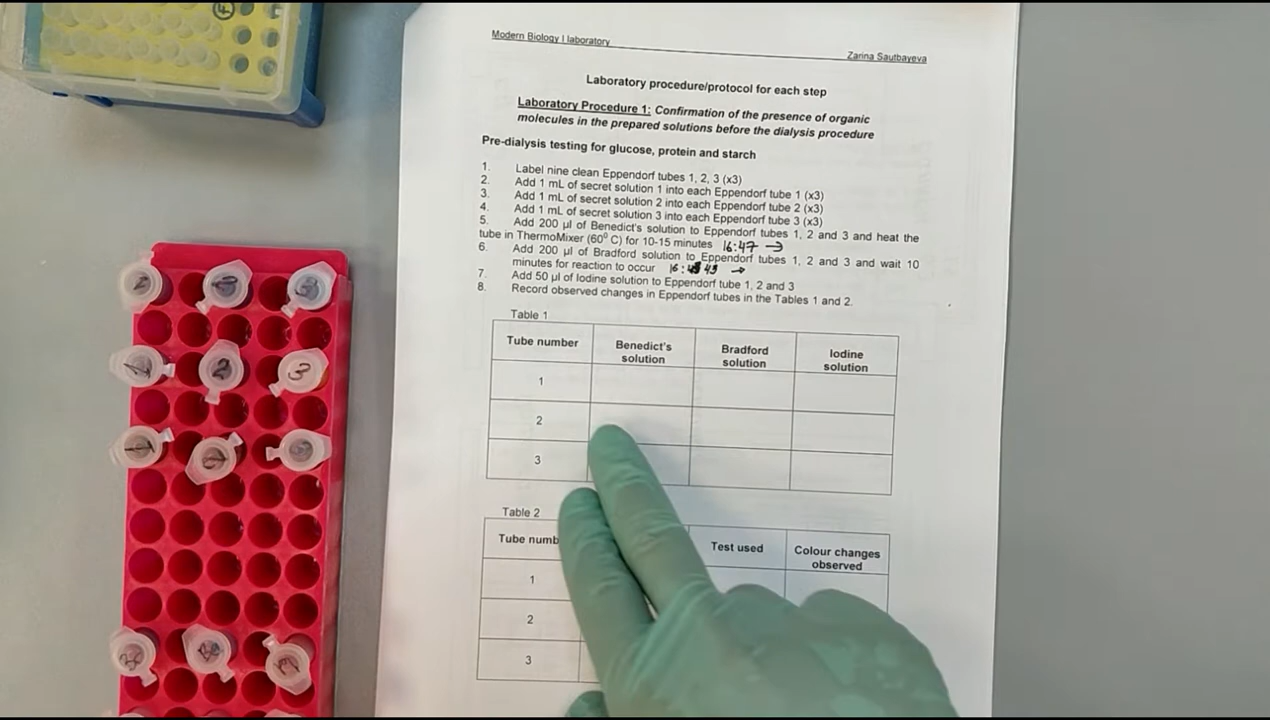 Modern Biology I laboratory
Zarina Sautbayeva
Laboratory procedure/protocol for each step
Laboratory Procedure 1: Confirmation of the presence of organic
molecules in the prepared solutions before the dialysis procedure
Pre-dialysis testing for glucose, protein and starch
1. Label nine clean Eppendorf tubes 1, 2, 3 (x3)
2. Add 1 mL of secret solution 1 into each Eppendorf tube 1 (x3)
3. Add 1 mL of secret solution 2 into each Eppendorf tube 2 (x3)
4. Add 1 mL of secret solution 3 into each Eppendorf tube 3 (x3)
5. Add 200 µl of Benedict's solution to Eppendorf tubes 1, 2 and 3 and heat the
tube in ThermoMixer (60⁰ C) for 10-15 minutes 16:47 →
6. Add 200 µl of Bradford solution to Eppendorf tubes 1, 2 and 3 and wait 10
minutes for reaction to occur 16: 49 →
7. Add 50 µl of Iodine solution to Eppendorf tube 1, 2 and 3
8. Record observed changes in Eppendorf tubes in the Tables 1 and 2.
Table 1
Tube number Benedict's solution Bradford solution Iodine solution
1
2
3
Table 2
Tube numb Test used Colour changes observed
1
2
3